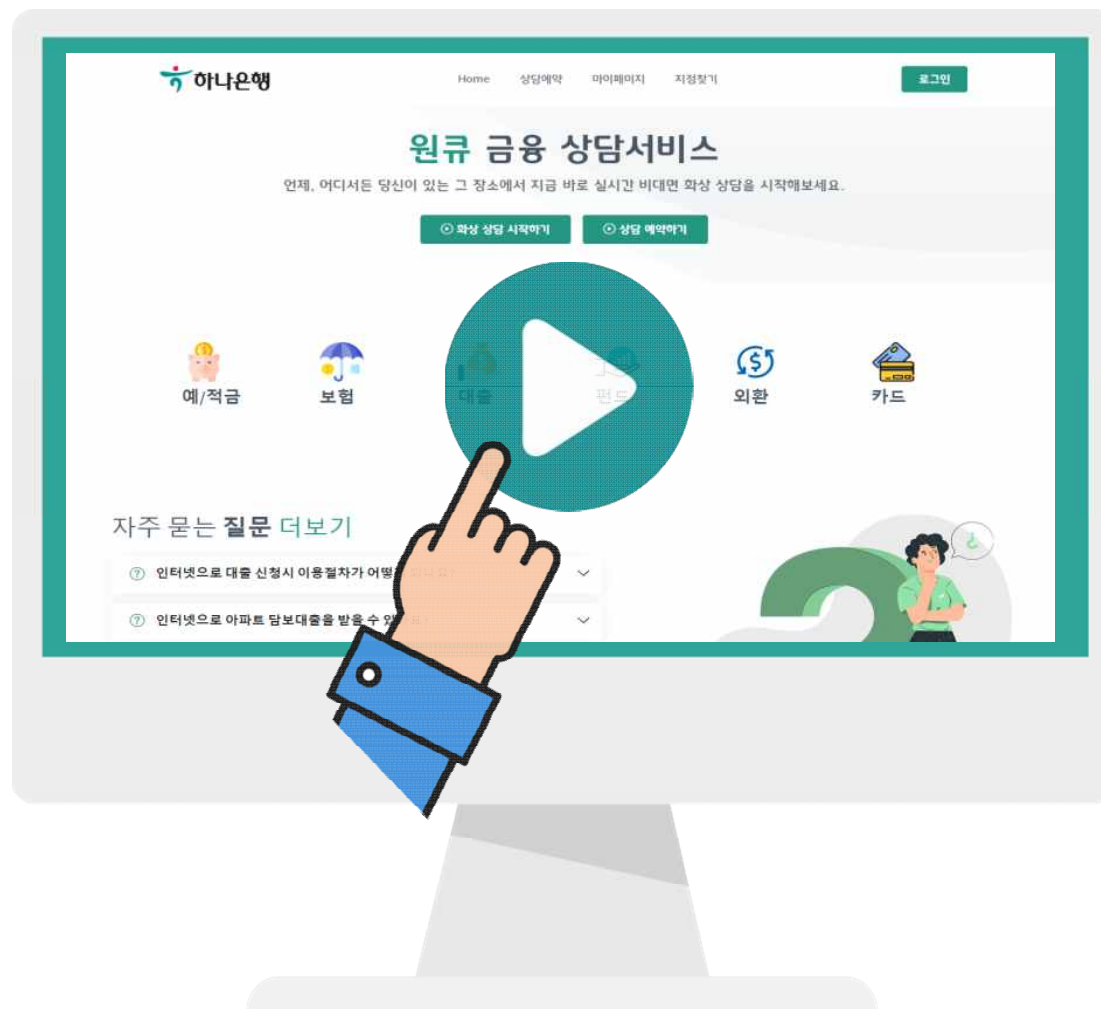 하나은행
Home 상담예약 마이페이지 지정찾기
로그인
원큐 금융 상담서비스
언제, 어디서든 당신이 있는 그 장소에서 지금 바로 실시간 비대면 화상 상담을 시작해보세요.
화상 상담 시작하기
상담 예약하기
예/적금 보험 대출 펀드 외환 카드
자주 묻는 질문 더보기
인터넷으로 대출 신청시 이용절차가
인터넷으로 아파트 담보대출을 받을 수